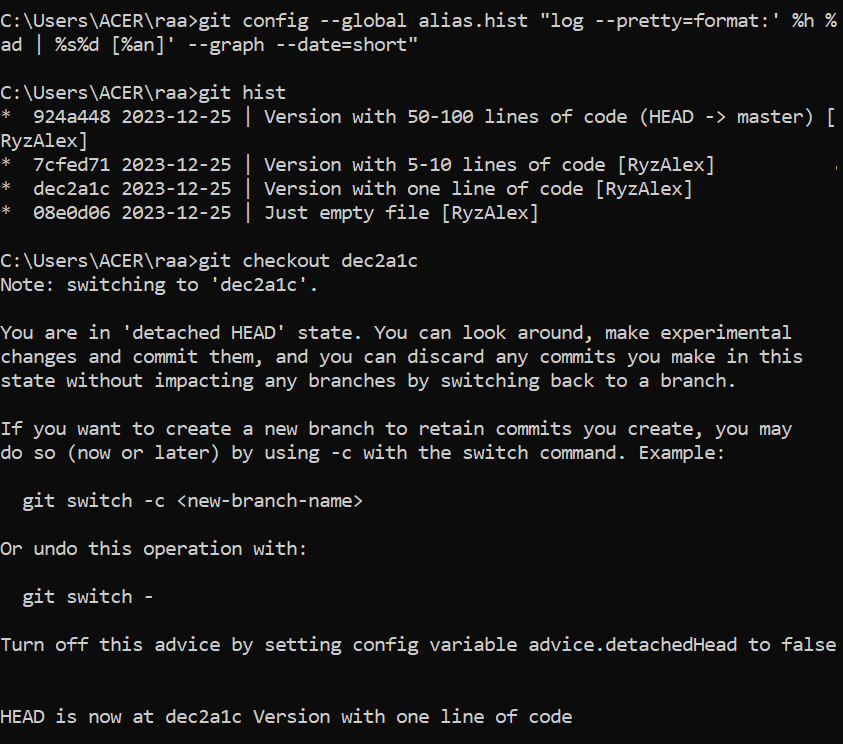 C:\Users\ACER\raa>git config --global alias.hist "log --pretty=format:' %h %
ad | %s%d [%an]' --graph --date=short"
C:\Users\ACER\raa>git hist
*  924a448 2023-12-25 | Version with 50-100 lines of code (HEAD -> master) [
RyzAlex]
*  7cfed71 2023-12-25 | Version with 5-10 lines of code [RyzAlex]
*  dec2a1c 2023-12-25 | Version with one line of code [RyzAlex]
*  08e0d06 2023-12-25 | Just empty file [RyzAlex]
C:\Users\ACER\raa>git checkout dec2a1c
Note: switching to 'dec2a1c'.
You are in 'detached HEAD' state. You can look around, make experimental
changes and commit them, and you can discard any commits you make in this
state without impacting any branches by switching back to a branch.
If you want to create a new branch to retain commits you create, you may
do so (now or later) by using -c with the switch command. Example:
  git switch -c <new-branch-name>
Or undo this operation with:
  git switch -
Turn off this advice by setting config variable advice.detachedHead to false
HEAD is now at dec2a1c Version with one line of code